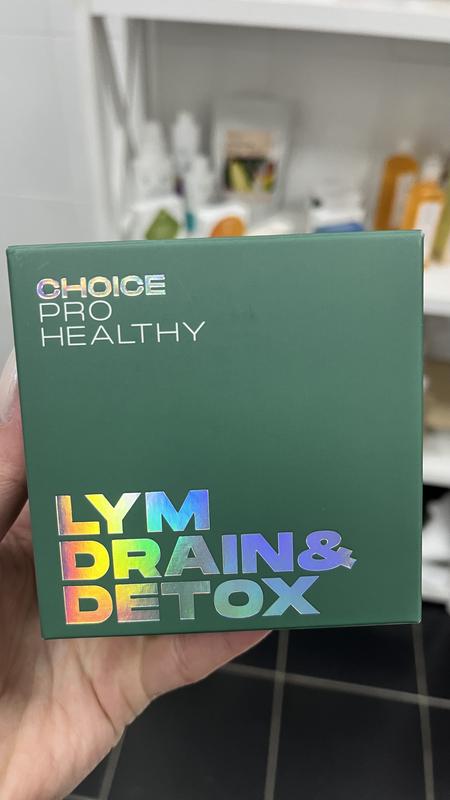 CHOICE
PRO
HEALTHY
LYM
DRAIN&
DETOX